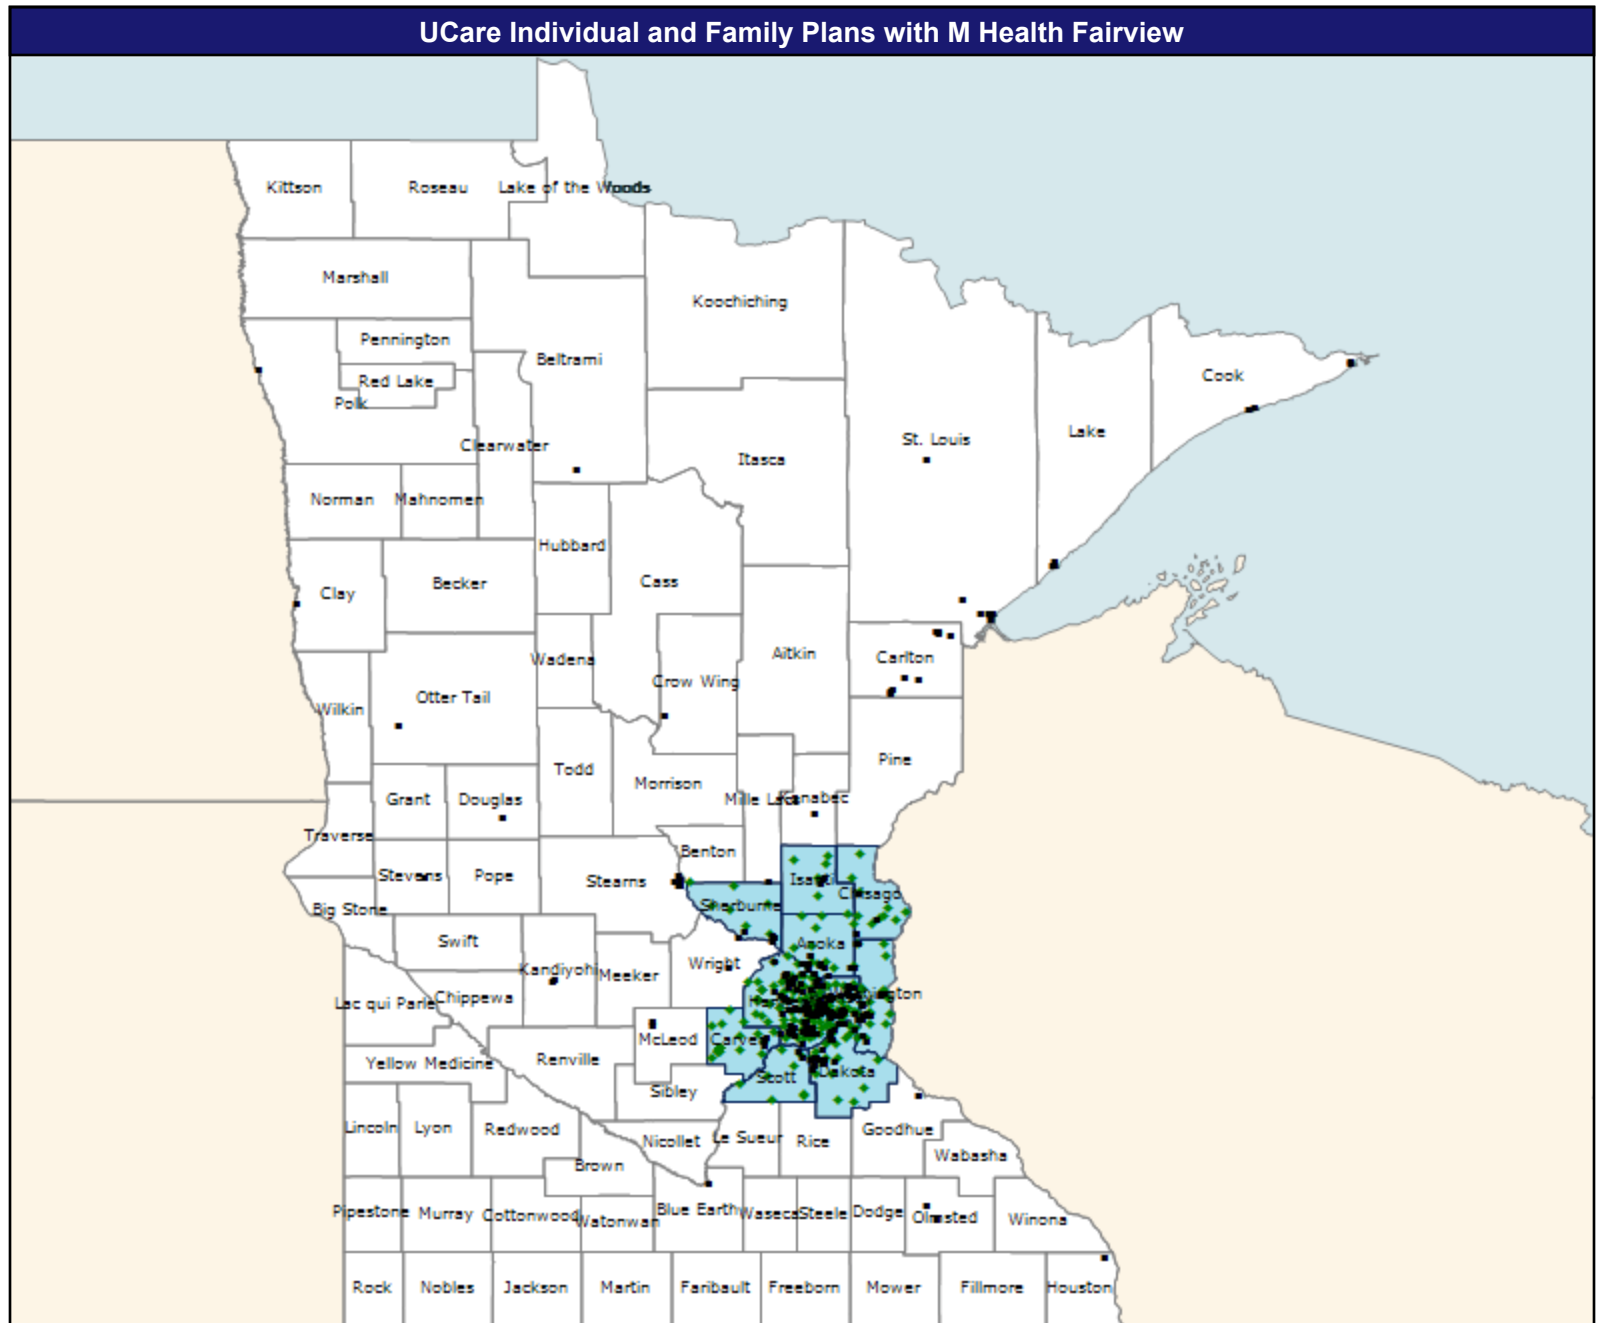 UCare Individual and Family Plans with M Health Fairview
Kittson
Roseau
Lake of the Woods
Marshall
Koochiching
Pennington
Beltrami
Red Lake
Polk
Cook
Clearwater
St. Louis
Lake
Itasca
Norman
Mahnomen
Hubbard
Cass
Becker
Clay
Aitkin
Carlton
Wadena
Crow Wing
Otter Tail
Wilkin
Pine
Todd
Morrison
Grant
Douglas
Mille Lacs
Kanabec
Traverse
Benton
Stevens
Pope
Stearns
Isanti
Chisago
Big Stone
Sherburne
Swift
Anoka
Wright
Kandiyohi
Meeker
Washington
Lac qui Parle
Chippewa
McLeod
Carver
Renville
Yellow Medicine
Scott
Dakota
Sibley
Lincoln
Lyon
Redwood
Nicollet
Le Sueur
Rice
Goodhue
Wabasha
Brown
Pipestone
Murray
Cottonwood
Watonwan
Blue Earth
Waseca
Steele
Dodge
Olmsted
Winona
Rock
Nobles
Jackson
Martin
Faribault
Freeborn
Mower
Fillmore
Houston